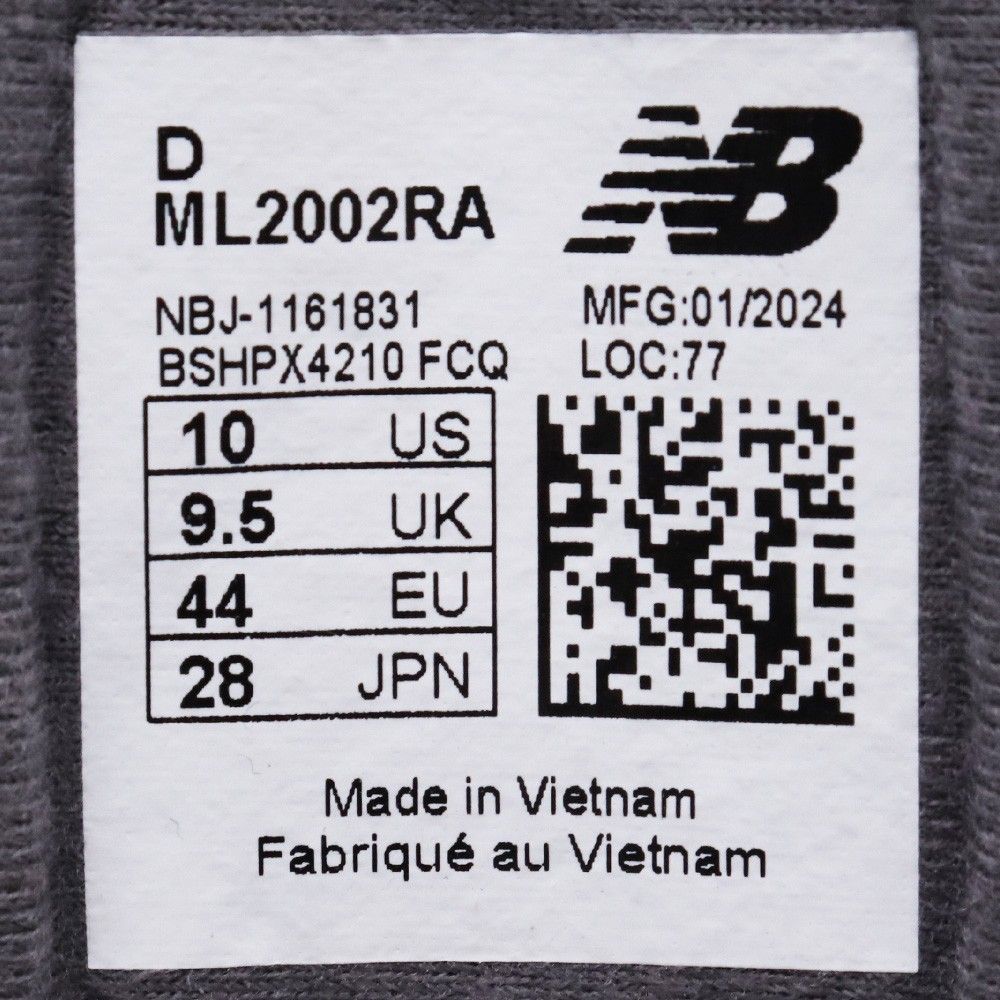 D
ML2002RA
NB
NBJ-1161831
BSHPX4210 FCQ
MFG:01/2024
LOC:77
10 US
9.5 UK
44 EU
28 JPN
Made in Vietnam
Fabriqué au Vietnam